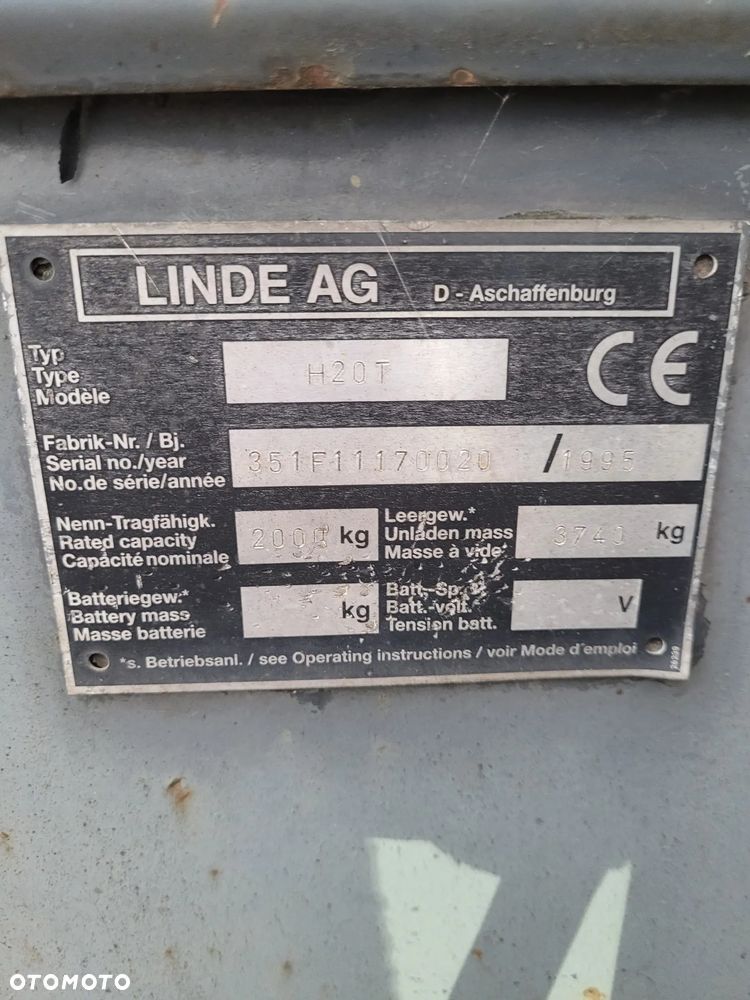 LINDE AG D - Aschaffenburg
Typ
Type
Modèle
H20T
CE
Fabrik-Nr. / Bj.
Serial no./year
No.de série/année
351F11170020 / 1995
Nenn-Tragfähigk.
Rated capacity
Capacité nominale
2000 kg
Leergew.*
Unladen mass
Masse à vide
3740 kg
Batteriegew.*
Battery mass
Masse batterie
kg
Batt.-Sp.
Batt.-volt.
Tension batt.
V
*s. Betriebsanl. / see Operating instructions / voir Mode d'emploi
OTOMOTO